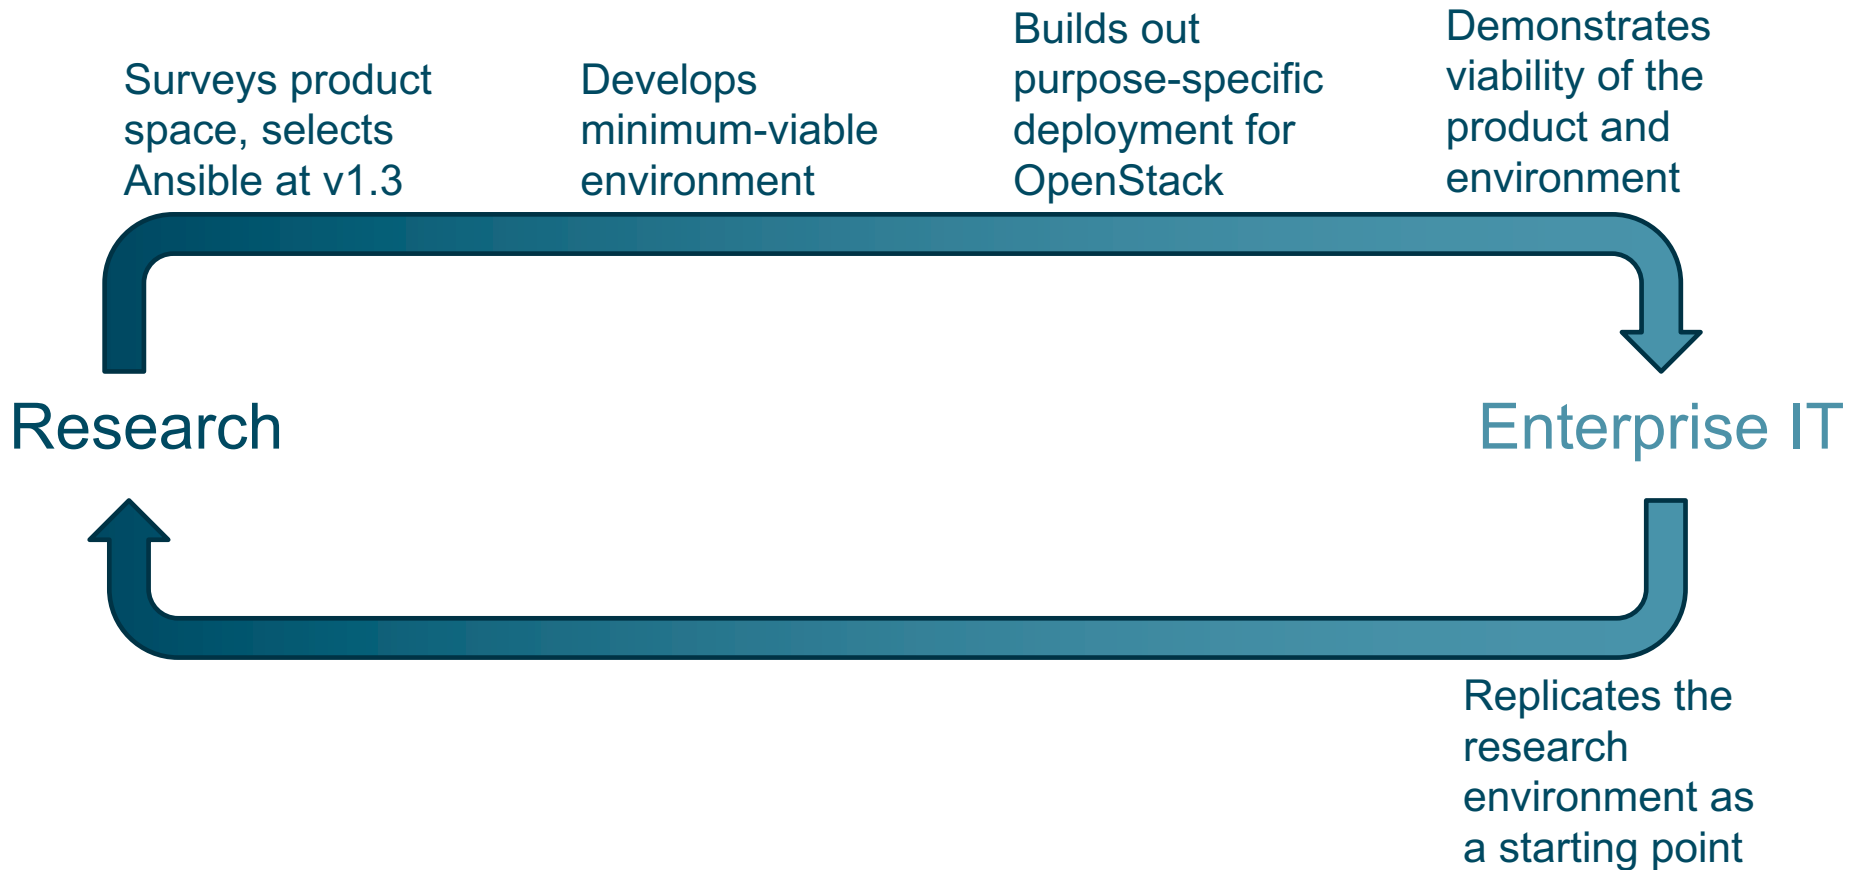 Surveys product
space, selects
Ansible at v1.3
Develops
minimum-viable
environment
Builds out
purpose-specific
deployment for
OpenStack
Demonstrates
viability of the
product and
environment
Research
Enterprise IT
Replicates the
research
environment as
a starting point